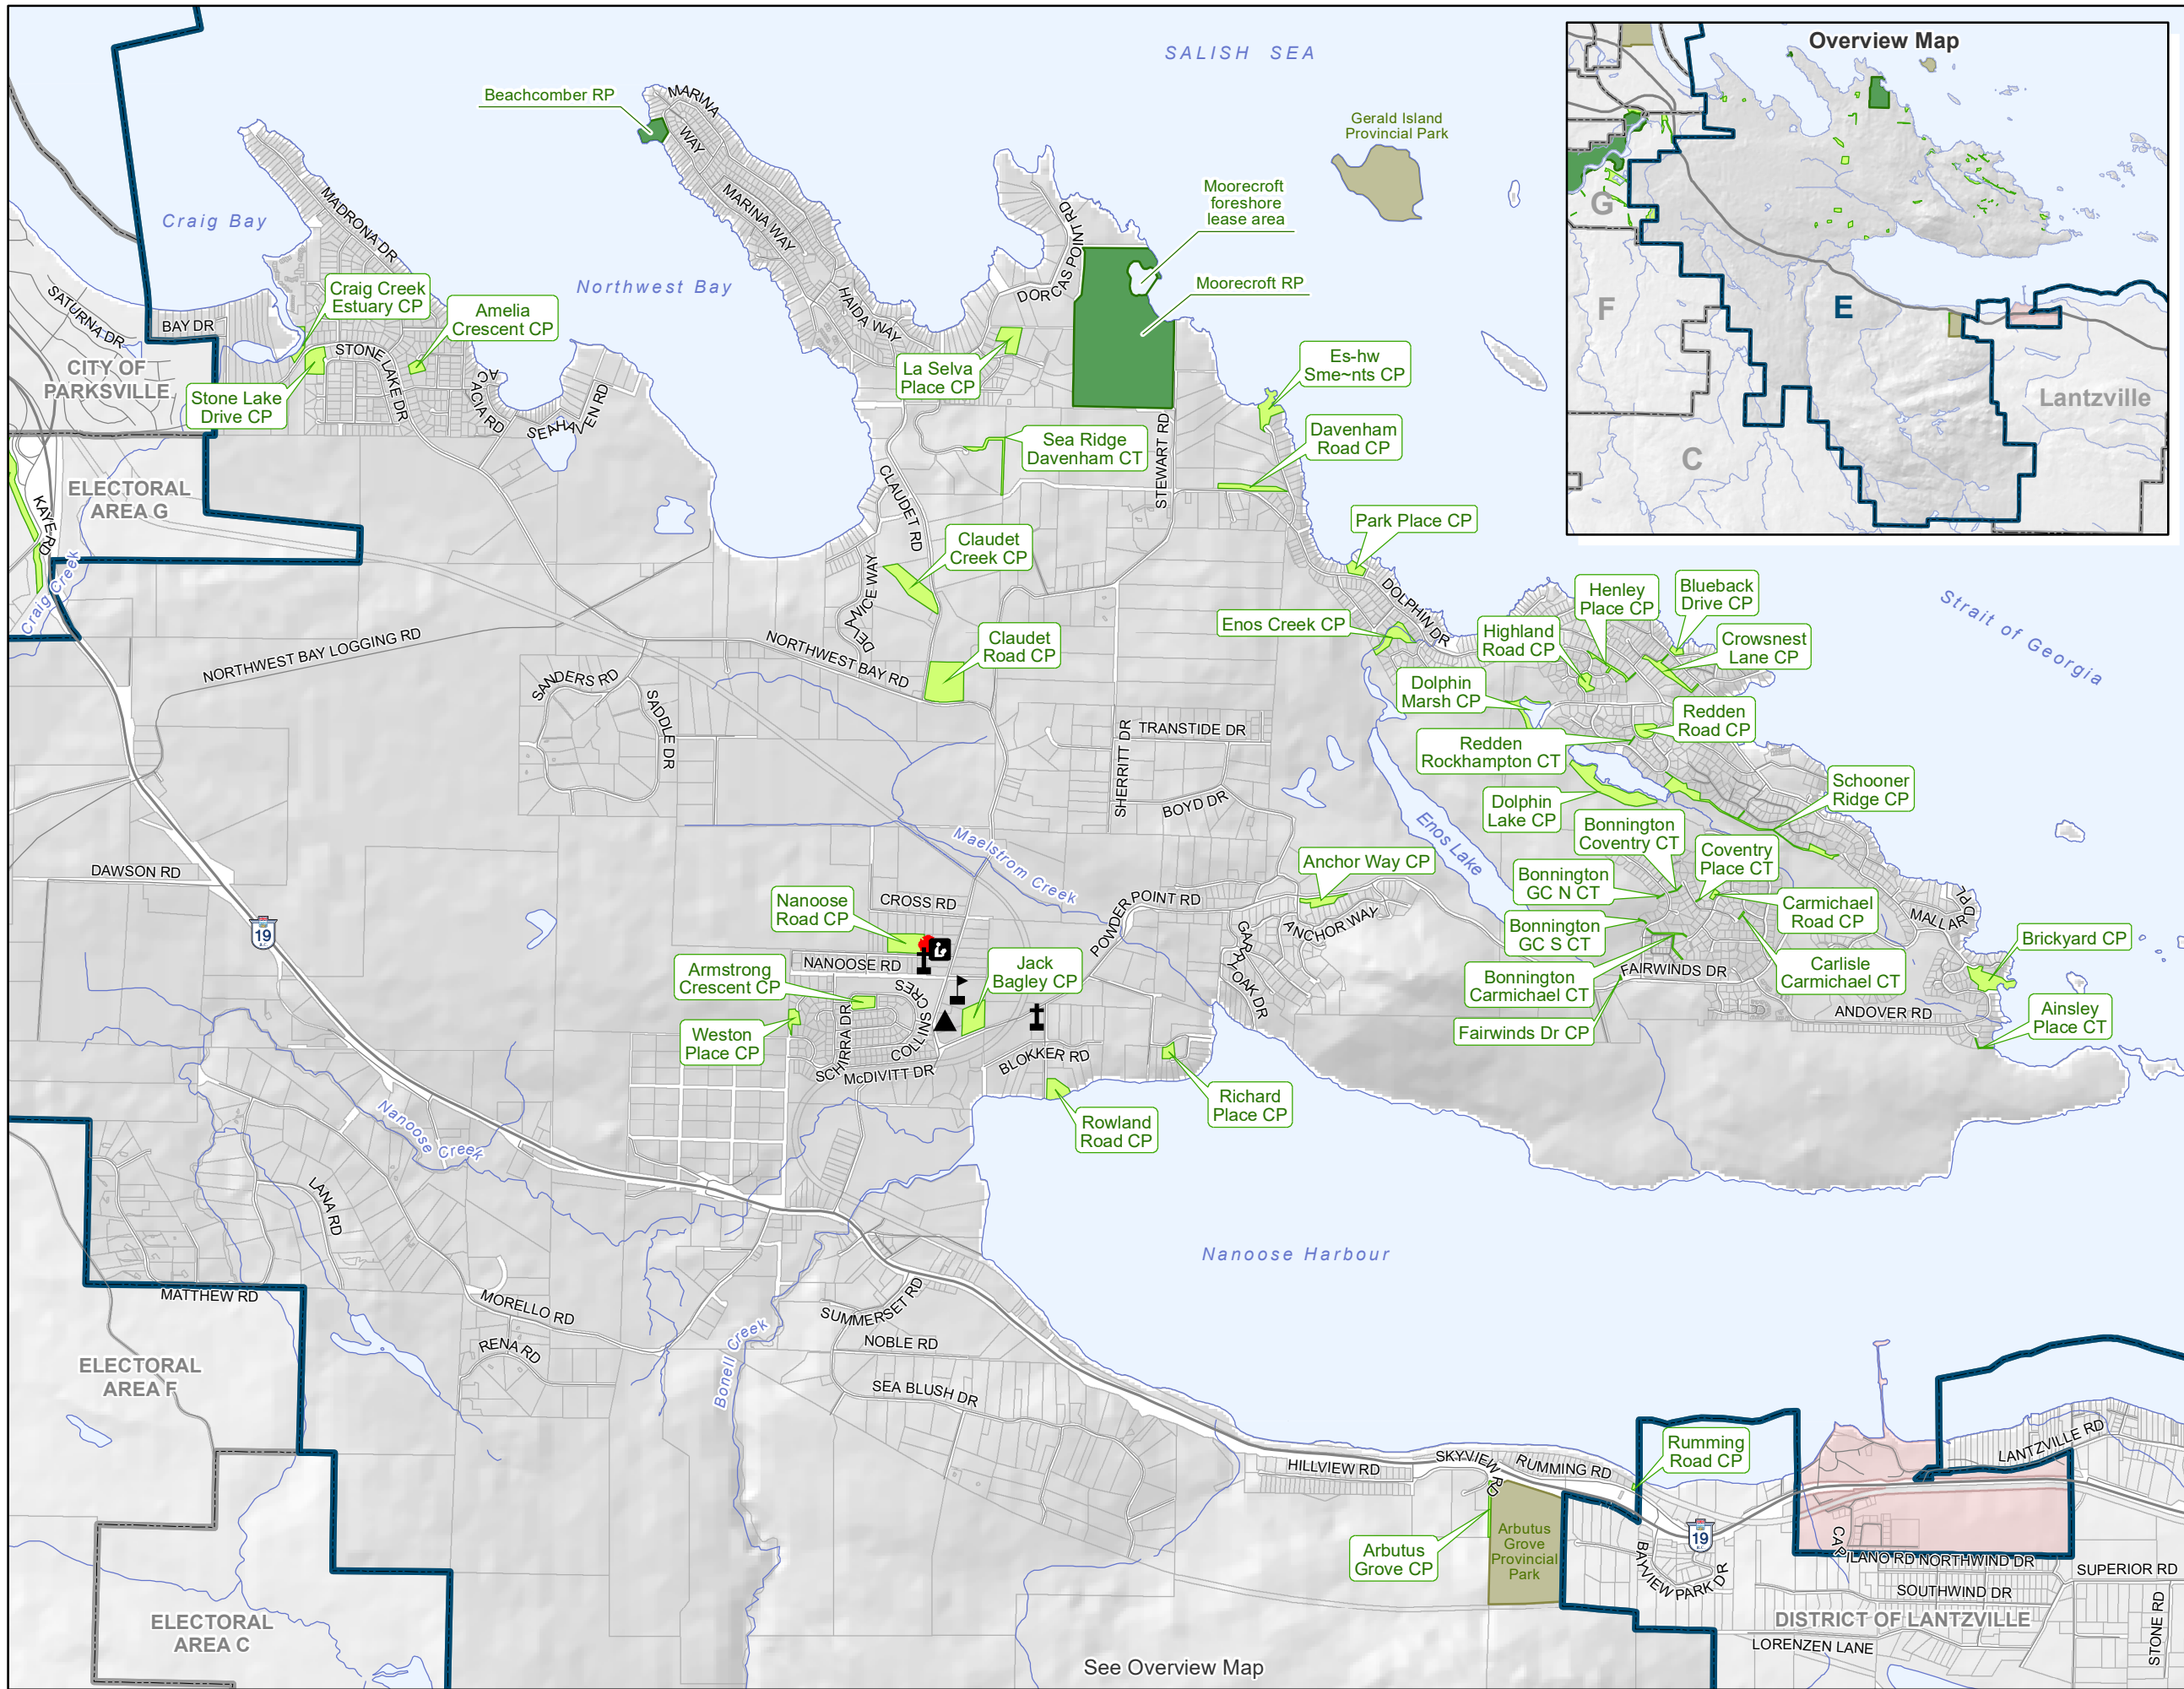 SALISH SEA
Overview Map
G
F
E
C
Lantzville
Beachcomber RP
MARINA
WAY
MARINA WAY
HAIDA WAY
Gerald Island
Provincial Park
Moorecroft
foreshore
lease area
Moorecroft RP
DORCAS POINT RD
Craig Bay
MADRONA DR
Northwest Bay
Craig Creek
Estuary CP
Amelia
Crescent CP
SATURNA DR
BAY DR
CITY OF
PARKSVILLE
STONE LAKE DR
Stone Lake
Drive CP
ACACIA RD
SEAHAVEN RD
La Selva
Place CP
Es-hw
Sme~nts CP
Sea Ridge
Davenham CT
STEWART RD
Davenham
Road CP
ELECTORAL
AREA G
KAYE RD
Craig Creek
CLAUDET RD
Claudet
Creek CP
DELANICE WAY
Park Place CP
DOLPHIN DR
Enos Creek CP
Henley
Place CP
Blueback
Drive CP
Highland
Road CP
Crowsnest
Lane CP
Strait of Georgia
NORTHWEST BAY LOGGING RD
NORTHWEST BAY RD
Claudet
Road CP
SANDERS RD
SADDLE DR
Dolphin
Marsh CP
Redden
Road CP
Redden
Rockhampton CT
TRANSTIDE DR
SHERRITT DR
BOYD DR
Schooner
Ridge CP
Dolphin
Lake CP
Bonnington
Coventry CT
Coventry
Place CT
Enos Lake
Maelstrom Creek
Anchor Way CP
Bonnington
GC N CT
Carmichael
Road CP
DAWSON RD
19
Nanoose
Road CP
CROSS RD
POWDER POINT RD
GARRY OAK DR
ANCHOR WAY
Bonnington
GC S CT
MALLARD PL
Brickyard CP
NANOOSE RD
Armstrong
Crescent CP
Jack
Bagley CP
Bonnington
Carmichael CT
FAIRWINDS DR
Carlisle
Carmichael CT
Weston
Place CP
SCHIRRA DR
COLLINS CRES
McDIVITT DR
BLOKKER RD
Fairwinds Dr CP
ANDOVER RD
Ainsley
Place CT
Richard
Place CP
Rowland
Road CP
Nanoose Creek
LANA RD
Nanoose Harbour
MATTHEW RD
MORELLO RD
RENA RD
SUMMERSET RD
NOBLE RD
SEA BLUSH DR
Bonell Creek
ELECTORAL
AREA F
HILLVIEW RD
SKYVIEW RD
RUMMING RD
Rumming
Road CP
LANTZVILLE RD
19
Arbutus
Grove CP
Arbutus
Grove
Provincial
Park
BAYVIEW PARK DR
CAPILANO RD
NORTHWIND DR
SUPERIOR RD
SOUTHWIND DR
DISTRICT OF LANTZVILLE
LORENZEN LANE
STONE RD
ELECTORAL
AREA C
See Overview Map